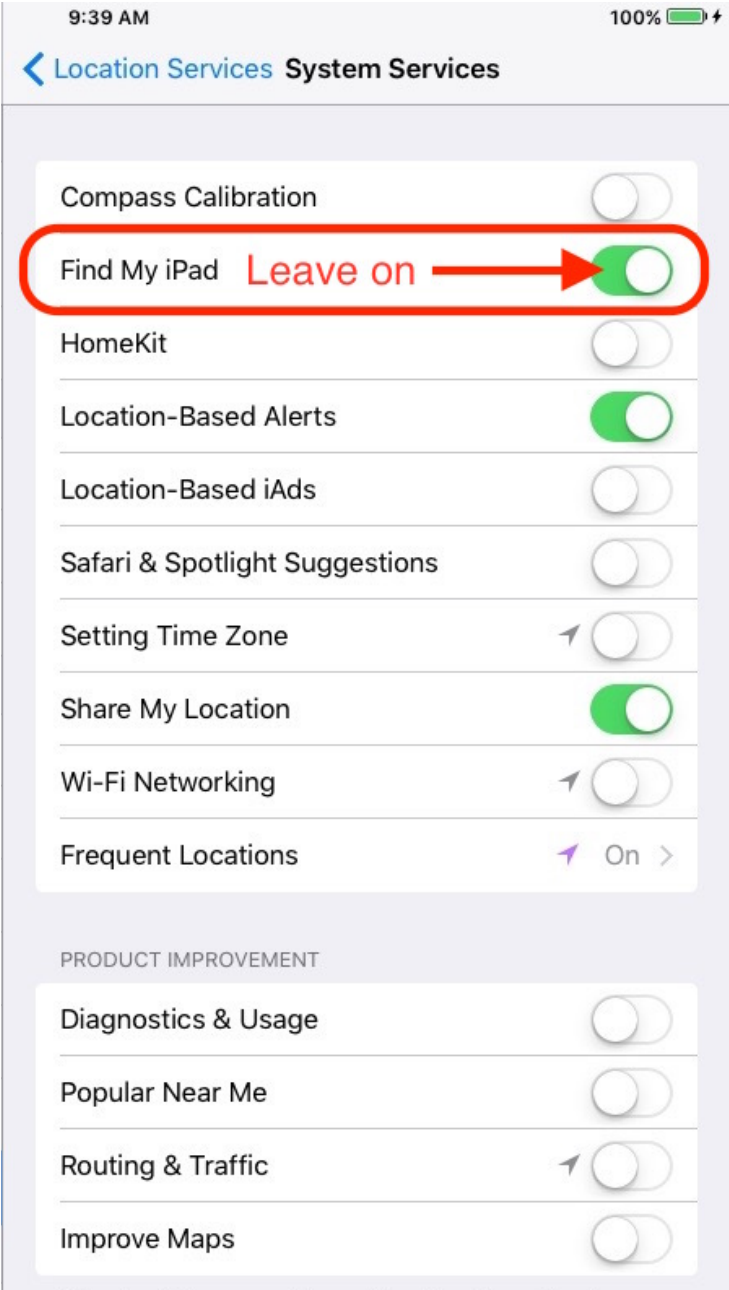 9:39 AM 100%
Location Services System Services
Compass Calibration
Find My iPad Leave on
HomeKit
Location-Based Alerts
Location-Based iAds
Safari & Spotlight Suggestions
Setting Time Zone
Share My Location
Wi-Fi Networking
Frequent Locations On
PRODUCT IMPROVEMENT
Diagnostics & Usage
Popular Near Me
Routing & Traffic
Improve Maps